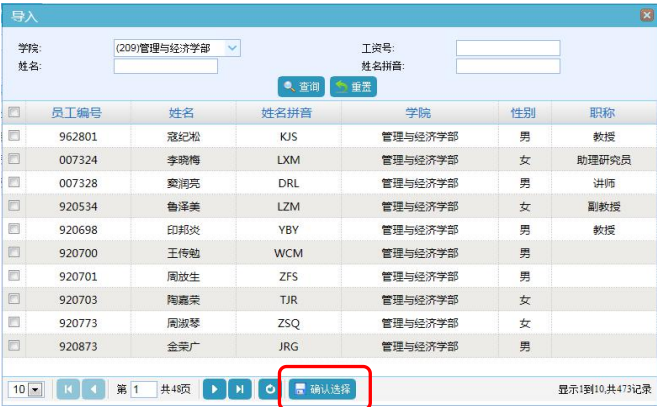 导入
学院: (209)管理与经济学部 工资号:
姓名: 姓名拼音:
查询 重置
员工编号 姓名 姓名拼音 学院 性别 职称
962801 寇纪凇 KJS 管理与经济学部 男 教授
007324 李晓梅 LXM 管理与经济学部 女 助理研究员
007328 窦润亮 DRL 管理与经济学部 男 讲师
920534 鲁泽美 LZM 管理与经济学部 女 副教授
920698 印邦炎 YBY 管理与经济学部 男 教授
920700 王传勉 WCM 管理与经济学部 男
920701 周放生 ZFS 管理与经济学部 男
920703 陶嘉荣 TJR 管理与经济学部 女
920773 周淑琴 ZSQ 管理与经济学部 女
920873 金荣广 JRG 管理与经济学部 男
10 第 1 共48页 确认选择 显示1到10,共473记录